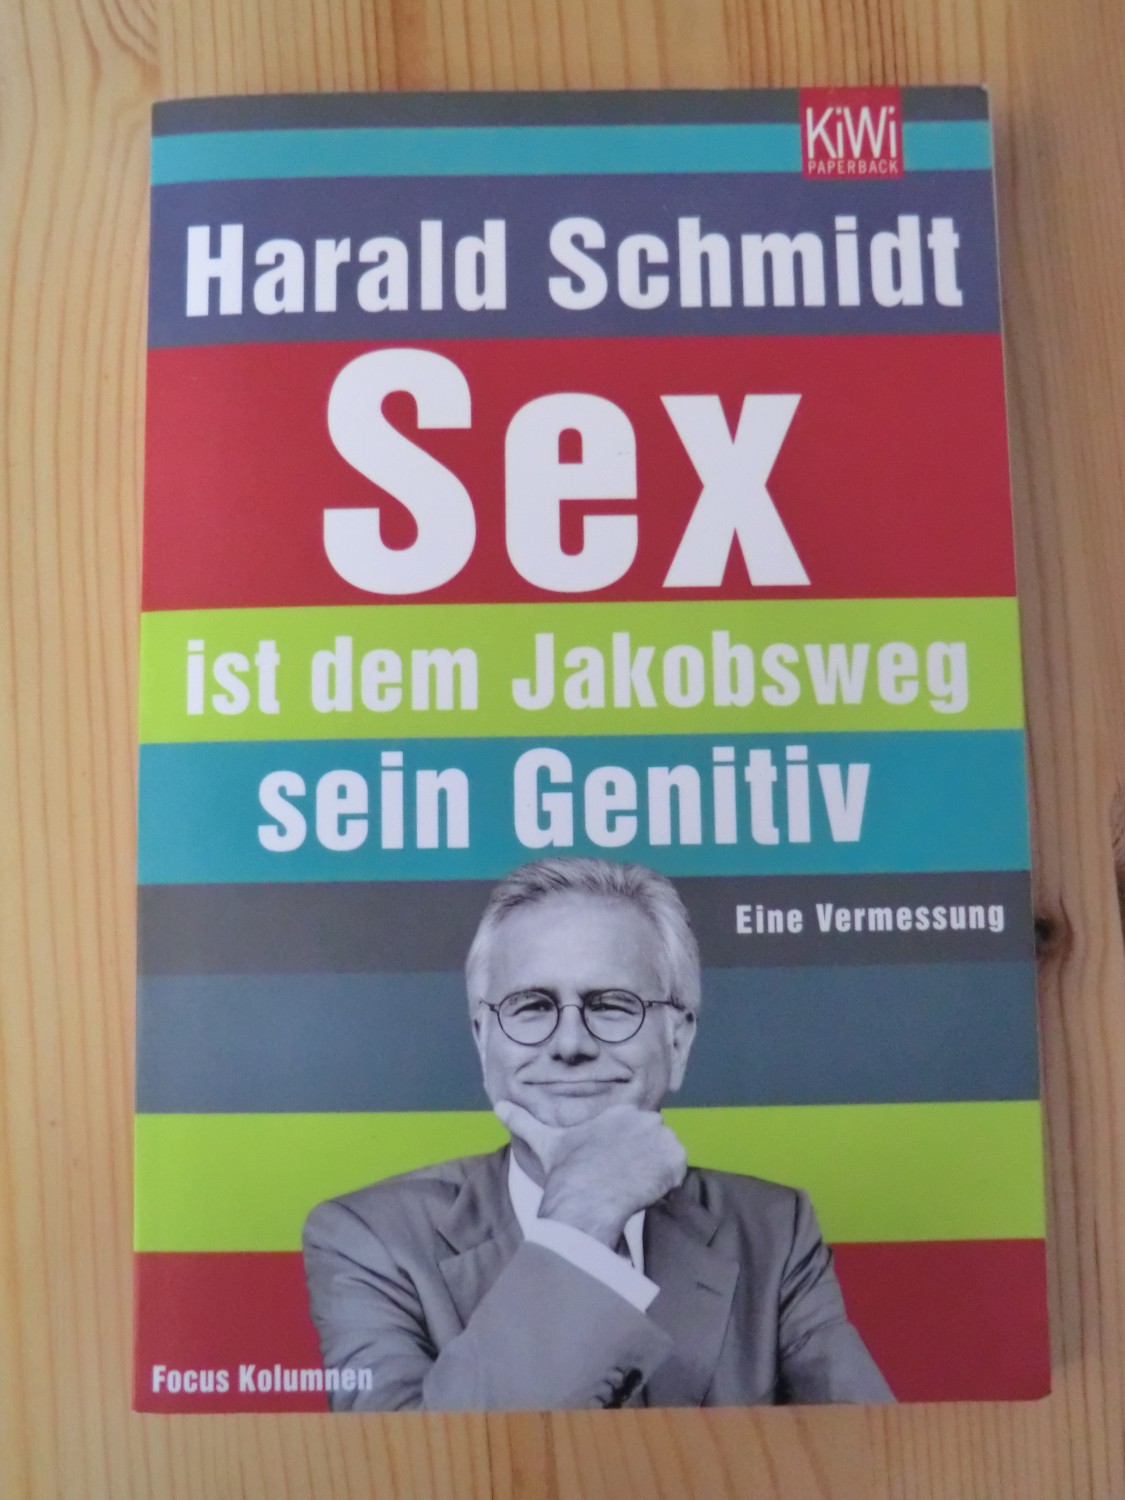 KiWi
PAPERBACK
Harald Schmidt
Sex
ist dem Jakobsweg
sein Genitiv
Eine Vermessung
Focus Kolumnen